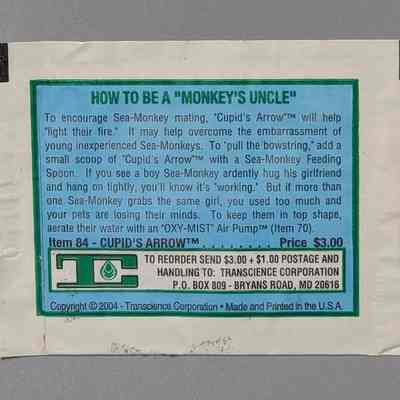 HOW TO BE A "MONKEY'S UNCLE"
To encourage Sea-Monkey mating, "Cupid's Arrow"™ will help
"light their fire." It may help overcome the embarrassment of
young inexperienced Sea-Monkeys. To "pull the bowstring," add a
small scoop of "Cupid's Arrow"™ with a Sea-Monkey Feeding
Spoon. If you see a boy Sea-Monkey ardently hug his girlfriend
and hang on tightly, you'll know it's "working." But if more than
one Sea-Monkey grabs the same girl, you used too much and
your pets are losing their minds. To keep them in top shape,
aerate their water with an "OXY-MIST" Air Pump™ (Item 70).
Item 84 - CUPID'S ARROW™ . . . . . . . . Price $3.00
TC
TO REORDER SEND $3.00 + $1.00 POSTAGE AND
HANDLING TO: TRANSCIENCE CORPORATION
P.O. BOX 809 - BRYANS ROAD, MD 20616
Copyright © 2004 - Transcience Corporation • Made and Printed in the U.S.A.